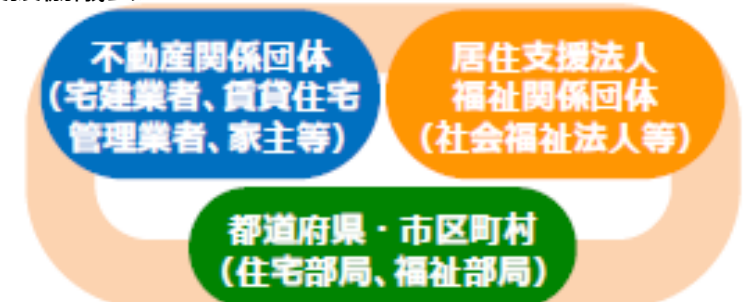 不動産関係団体
(宅建業者、賃貸住宅
管理業者、家主等)
居住支援法人
福祉関係団体
(社会福祉法人等)
都道府県・市区町村
(住宅部局、福祉部局)